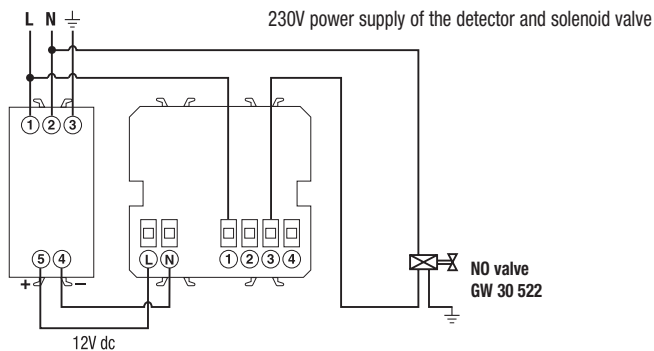 L N
230V power supply of the detector and solenoid valve
1 2 3
5 4
+ −
L N
1 2 3 4
NO valve
GW 30 522
12V dc